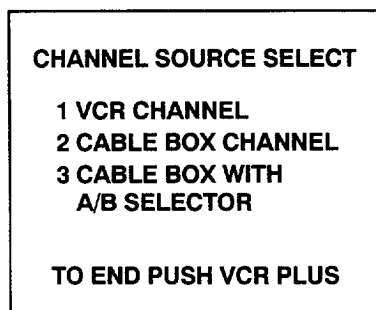 CHANNEL SOURCE SELECT
1 VCR CHANNEL
2 CABLE BOX CHANNEL
3 CABLE BOX WITH
A/B SELECTOR
TO END PUSH VCR PLUS